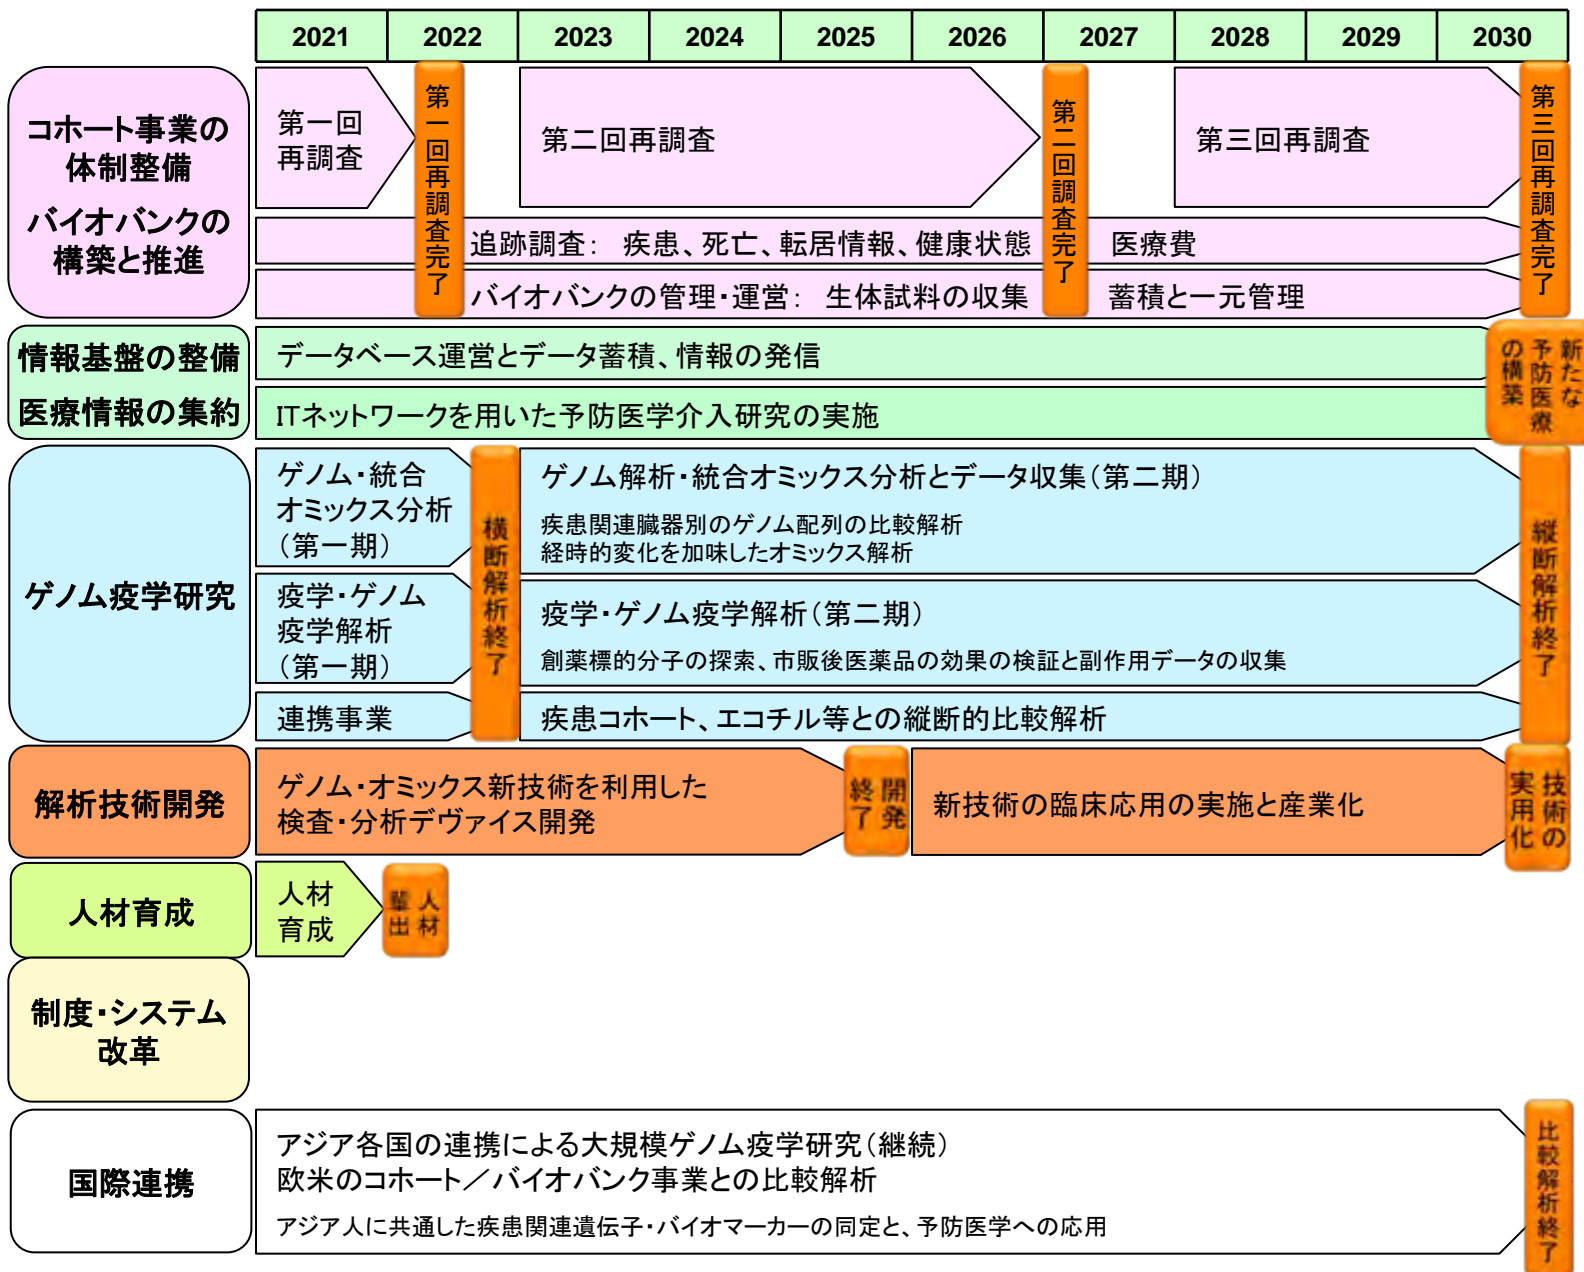 2021 2022 2023 2024 2025 2026 2027 2028 2029 2030
コホート事業の
体制整備
バイオバンクの
構築と推進
第一回
再調査
第一回再調査完了
第二回再調査
第二回調査完了
第三回再調査
第三回再調査完了
追跡調査： 疾患、死亡、転居情報、健康状態 医療費
バイオバンクの管理・運営： 生体試料の収集 蓄積と一元管理
情報基盤の整備
医療情報の集約
データベース運営とデータ蓄積、情報の発信
ITネットワークを用いた予防医学介入研究の実施
新たな
予防医療
の構築
ゲノム疫学研究
ゲノム・統合
オミックス分析
（第一期）
疫学・ゲノム
疫学解析
（第一期）
連携事業
横断解析終了
ゲノム解析・統合オミックス分析とデータ収集（第二期）
疾患関連臓器別のゲノム配列の比較解析
経時的変化を加味したオミックス解析
疫学・ゲノム疫学解析（第二期）
創薬標的分子の探索、市販後医薬品の効果の検証と副作用データの収集
疾患コホート、エコチル等との縦断的比較解析
縦断解析終了
解析技術開発
ゲノム・オミックス新技術を利用した
検査・分析デヴァイス開発
開発
終了
新技術の臨床応用の実施と産業化
技術の
実用化
人材育成
人材
育成
人材
輩出
制度・システム
改革
国際連携
アジア各国の連携による大規模ゲノム疫学研究（継続）
欧米のコホート／バイオバンク事業との比較解析
アジア人に共通した疾患関連遺伝子・バイオマーカーの同定と、予防医学への応用
比較解析終了